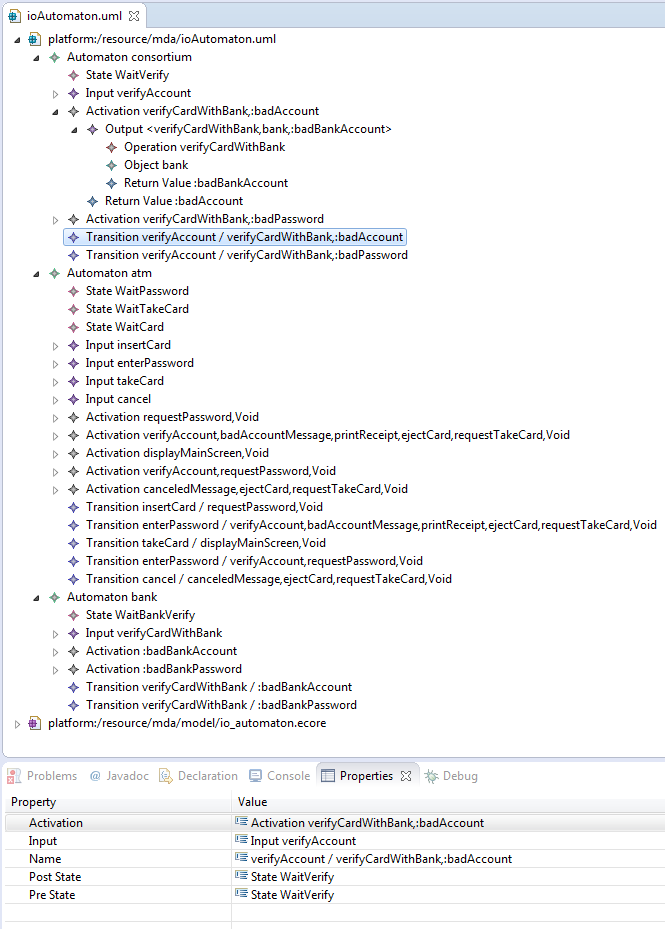 ioAutomaton.uml
platform:/resource/mda/ioAutomaton.uml
Automaton consortium
State WaitVerify
Input verifyAccount
Activation verifyCardWithBank,:badAccount
Output <verifyCardWithBank,bank,:badBankAccount>
Operation verifyCardWithBank
Object bank
Return Value :badBankAccount
Return Value :badAccount
Activation verifyCardWithBank,:badPassword
Transition verifyAccount / verifyCardWithBank,:badAccount
Transition verifyAccount / verifyCardWithBank,:badPassword
Automaton atm
State WaitPassword
State WaitTakeCard
State WaitCard
Input insertCard
Input enterPassword
Input takeCard
Input cancel
Activation requestPassword,Void
Activation verifyAccount,badAccountMessage,printReceipt,ejectCard,requestTakeCard,Void
Activation displayMainScreen,Void
Activation verifyAccount,requestPassword,Void
Activation canceledMessage,ejectCard,requestTakeCard,Void
Transition insertCard / requestPassword,Void
Transition enterPassword / verifyAccount,badAccountMessage,printReceipt,ejectCard,requestTakeCard,Void
Transition takeCard / displayMainScreen,Void
Transition enterPassword / verifyAccount,requestPassword,Void
Transition cancel / canceledMessage,ejectCard,requestTakeCard,Void
Automaton bank
State WaitBankVerify
Input verifyCardWithBank
Activation :badBankAccount
Activation :badBankPassword
Transition verifyCardWithBank / :badBankAccount
Transition verifyCardWithBank / :badBankPassword
platform:/resource/mda/model/io_automaton.ecore
Problems @ Javadoc Declaration Console Properties Debug
Property Value
Activation Activation verifyCardWithBank,:badAccount
Input Input verifyAccount
Name verifyAccount / verifyCardWithBank,:badAccount
Post State State WaitVerify
Pre State State WaitVerify